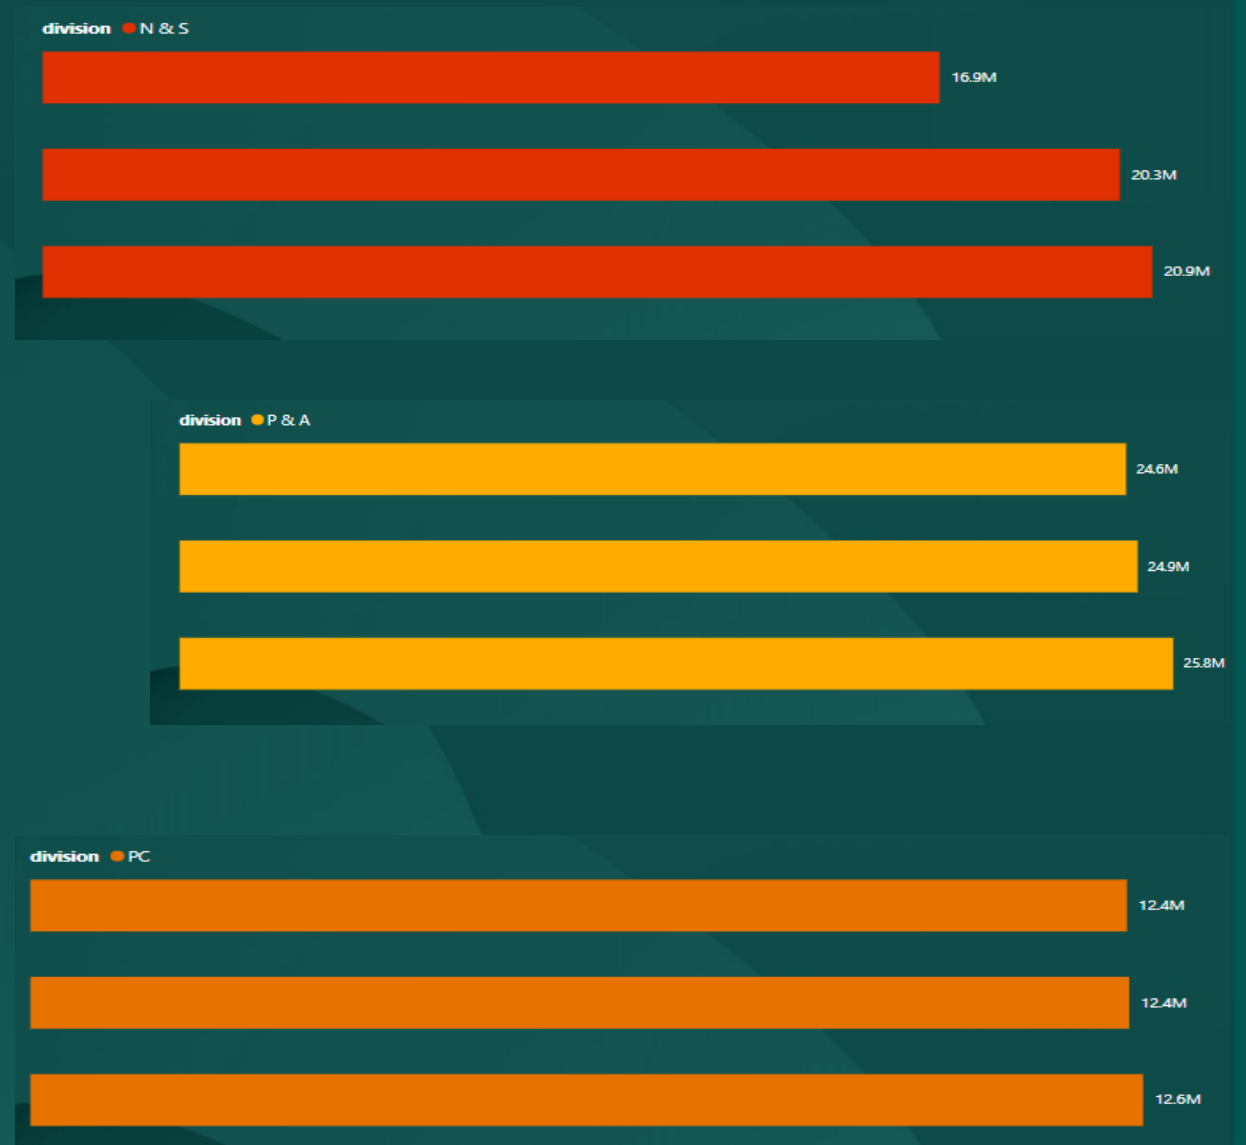 division N & S
16.9M
20.3M
20.9M
division P & A
24.6M
24.9M
25.8M
division PC
12.4M
12.4M
12.6M